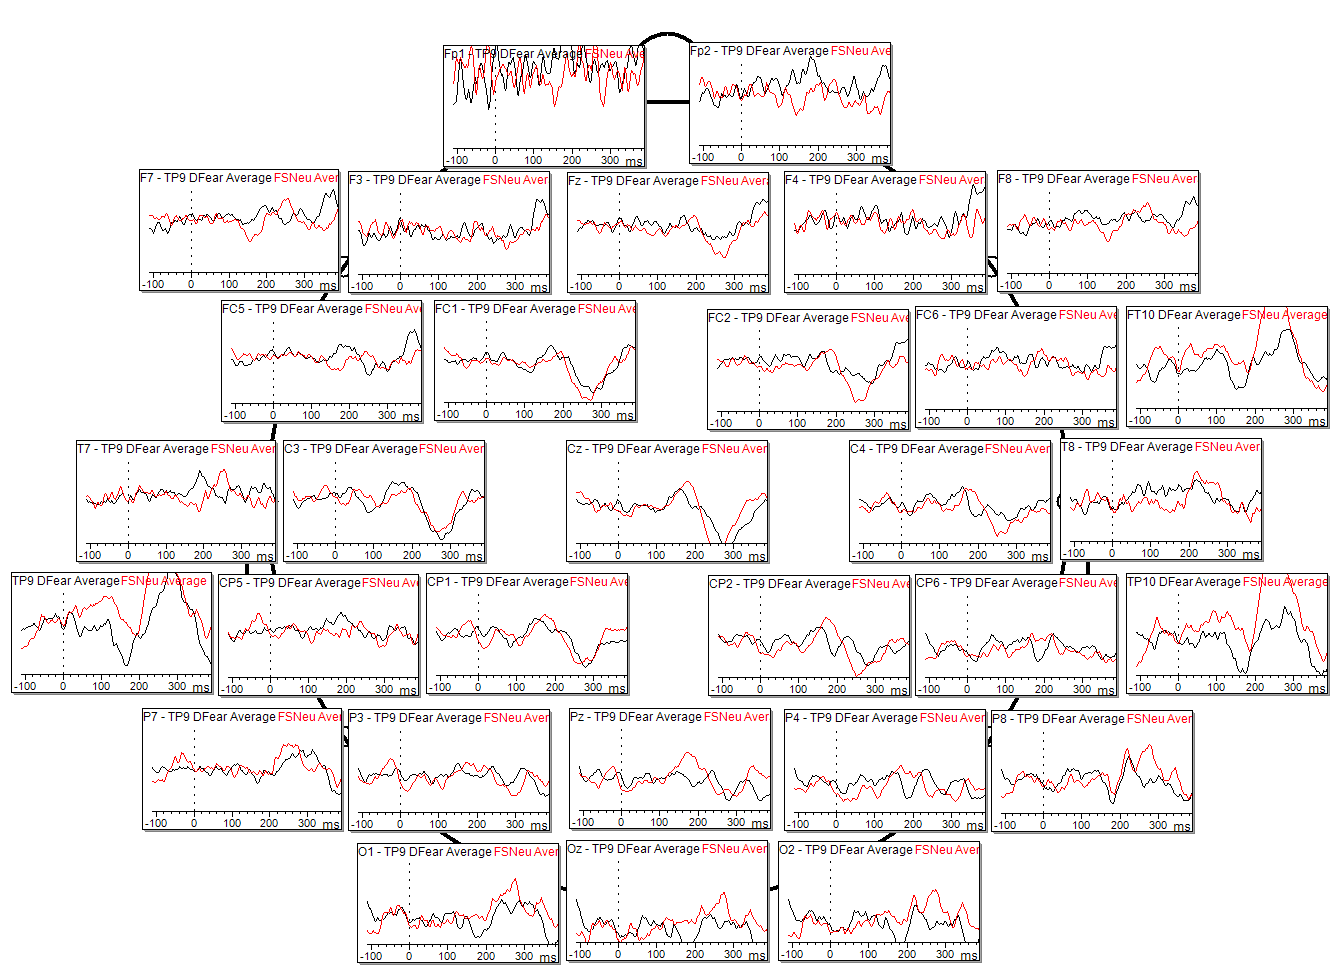 Fp1 - TP9 DFear Average FSNeu Ave
-100 0 100 200 300 ms
Fp2 - TP9 DFear Average FSNeu Ave
-100 0 100 200 300 ms
F7 - TP9 DFear Average FSNeu Aver
-100 0 100 200 300 ms
F3 - TP9 DFear Average FSNeu Aver
-100 0 100 200 300 ms
Fz - TP9 DFear Average FSNeu Aver
-100 0 100 200 300 ms
F4 - TP9 DFear Average FSNeu Aver
-100 0 100 200 300 ms
F8 - TP9 DFear Average FSNeu Aver
-100 0 100 200 300 ms
FC5 - TP9 DFear Average FSNeu Ave
-100 0 100 200 300 ms
FC1 - TP9 DFear Average FSNeu Ave
-100 0 100 200 300 ms
FC2 - TP9 DFear Average FSNeu Ave
-100 0 100 200 300 ms
FC6 - TP9 DFear Average FSNeu Ave
-100 0 100 200 300 ms
FT10 DFear Average FSNeu Average
-100 0 100 200 300 ms
T7 - TP9 DFear Average FSNeu Aver
-100 0 100 200 300 ms
C3 - TP9 DFear Average FSNeu Aver
-100 0 100 200 300 ms
Cz - TP9 DFear Average FSNeu Aver
-100 0 100 200 300 ms
C4 - TP9 DFear Average FSNeu Aver
-100 0 100 200 300 ms
T8 - TP9 DFear Average FSNeu Aver
-100 0 100 200 300 ms
TP9 DFear Average FSNeu Average
-100 0 100 200 300 ms
CP5 - TP9 DFear Average FSNeu Ave
-100 0 100 200 300 ms
CP1 - TP9 DFear Average FSNeu Ave
-100 0 100 200 300 ms
CP2 - TP9 DFear Average FSNeu Ave
-100 0 100 200 300 ms
CP6 - TP9 DFear Average FSNeu Ave
-100 0 100 200 300 ms
TP10 DFear Average FSNeu Average
-100 0 100 200 300 ms
P7 - TP9 DFear Average FSNeu Aver
-100 0 100 200 300 ms
P3 - TP9 DFear Average FSNeu Aver
-100 0 100 200 300 ms
Pz - TP9 DFear Average FSNeu Aver
-100 0 100 200 300 ms
P4 - TP9 DFear Average FSNeu Aver
-100 0 100 200 300 ms
P8 - TP9 DFear Average FSNeu Aver
-100 0 100 200 300 ms
O1 - TP9 DFear Average FSNeu Aver
-100 0 100 200 300 ms
Oz - TP9 DFear Average FSNeu Aver
-100 0 100 200 300 ms
O2 - TP9 DFear Average FSNeu Aver
-100 0 100 200 300 ms